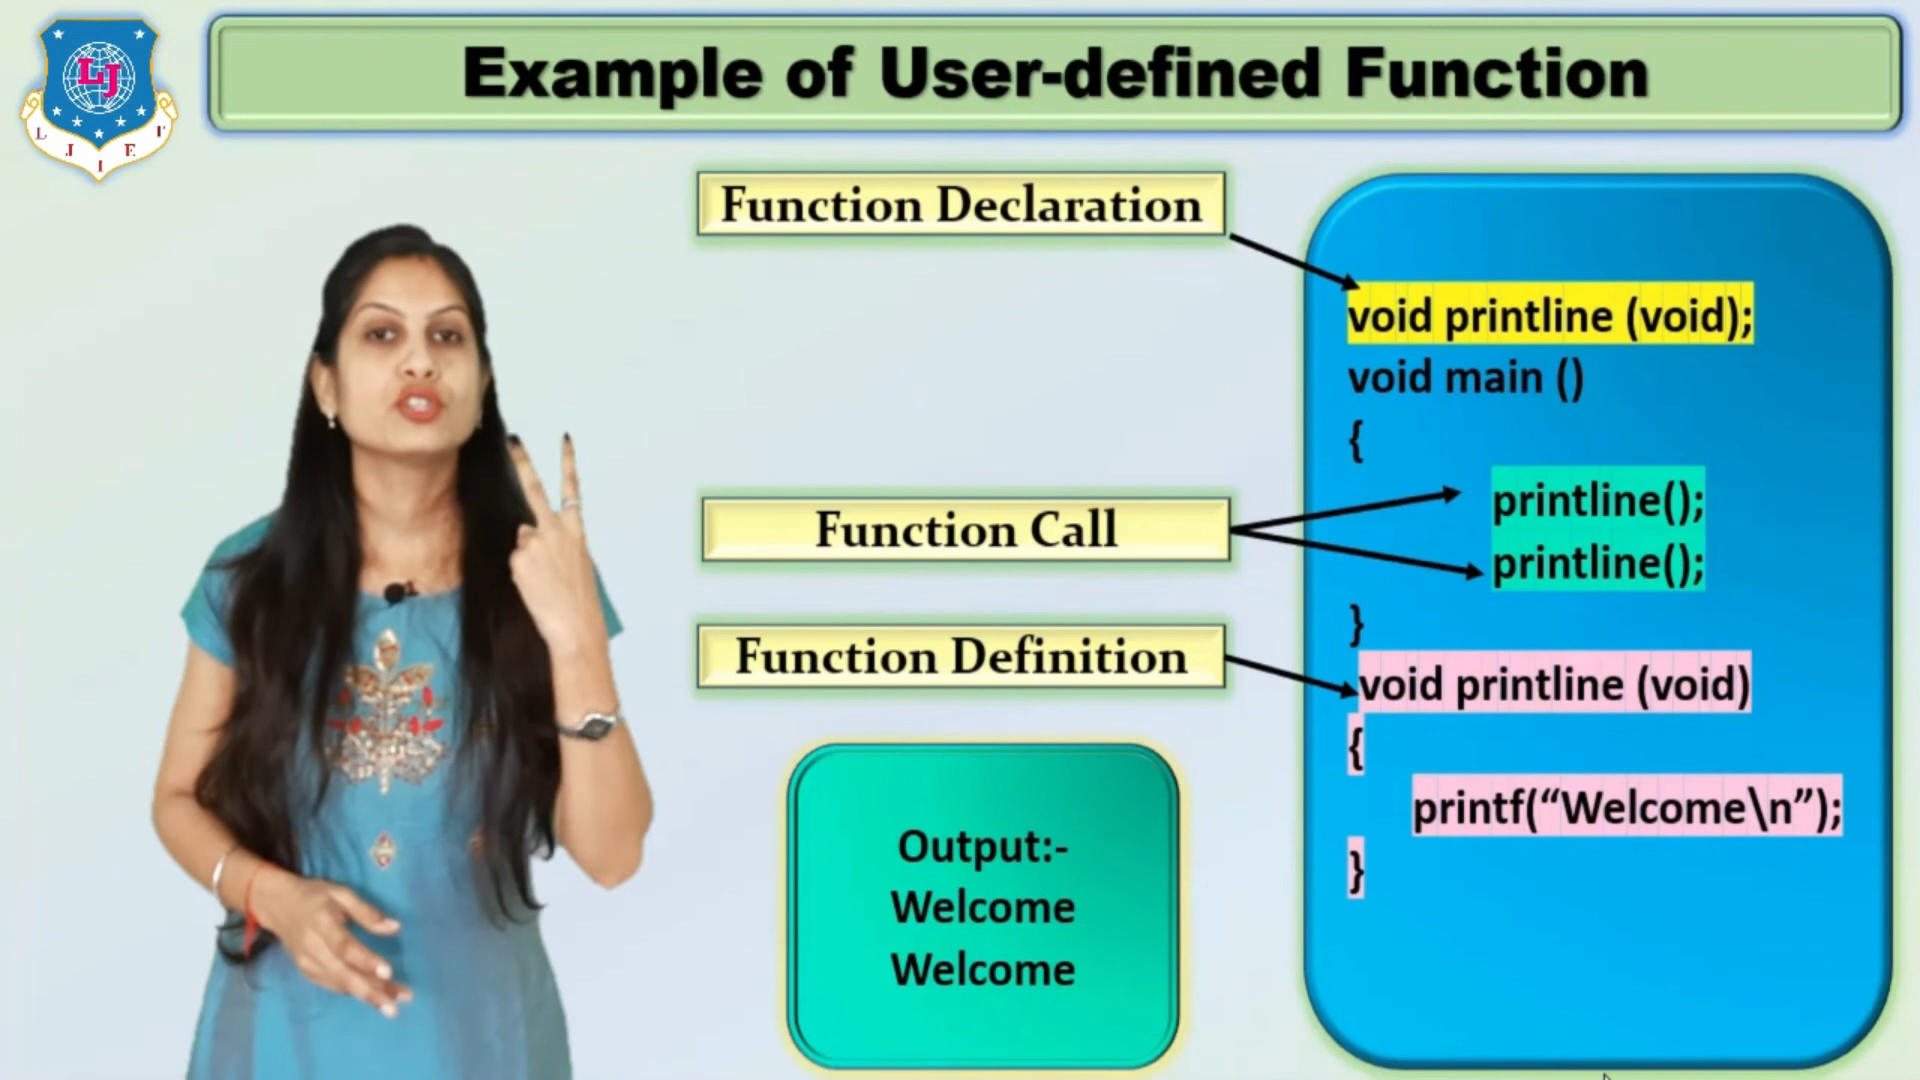 LJ
L J I E T
Example of User-defined Function
Function Declaration
void printline (void);
void main ()
{
Function Call
printline();
printline();
}
Function Definition
void printline (void)
{
printf(“Welcome\n”);
}
Output:-
Welcome
Welcome